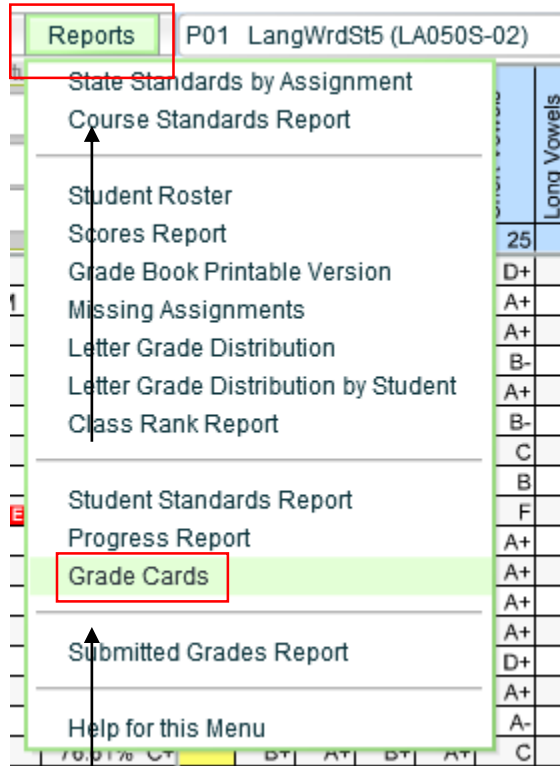 Reports P01 LangWrdSt5 (LA050S-02)
State Standards by Assignment
Course Standards Report
Long Vowels
Student Roster
Scores Report 25
Grade Book Printable Version D+
Missing Assignments A+
A+
Letter Grade Distribution B-
Letter Grade Distribution by Student A+
Class Rank Report B-
C
B
Student Standards Report F
Progress Report A+
Grade Cards A+
A+
A+
Submitted Grades Report D+
A+
Help for this Menu A-
C+ B+ A+ B+ A+ C